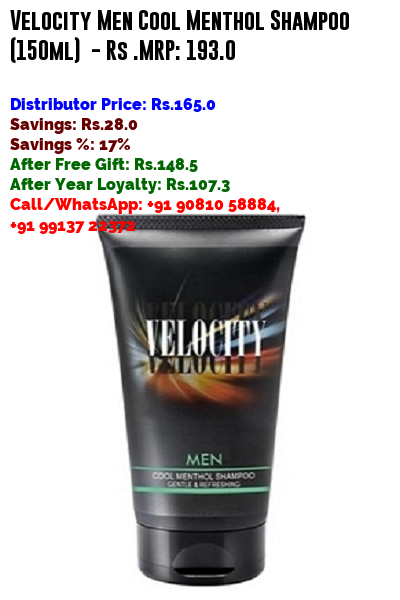 Velocity Men Cool Menthol Shampoo
(150ml) - Rs .MRP: 193.0
Distributor Price: Rs.165.0
Savings: Rs.28.0
Savings %: 17%
After Free Gift: Rs.148.5
After Year Loyalty: Rs.107.3
Call/WhatsApp: +91 90810 58884,
+91 99137 22372
VELOCITY
MEN
COOL MENTHOL SHAMPOO
GENTLE & REFRESHING